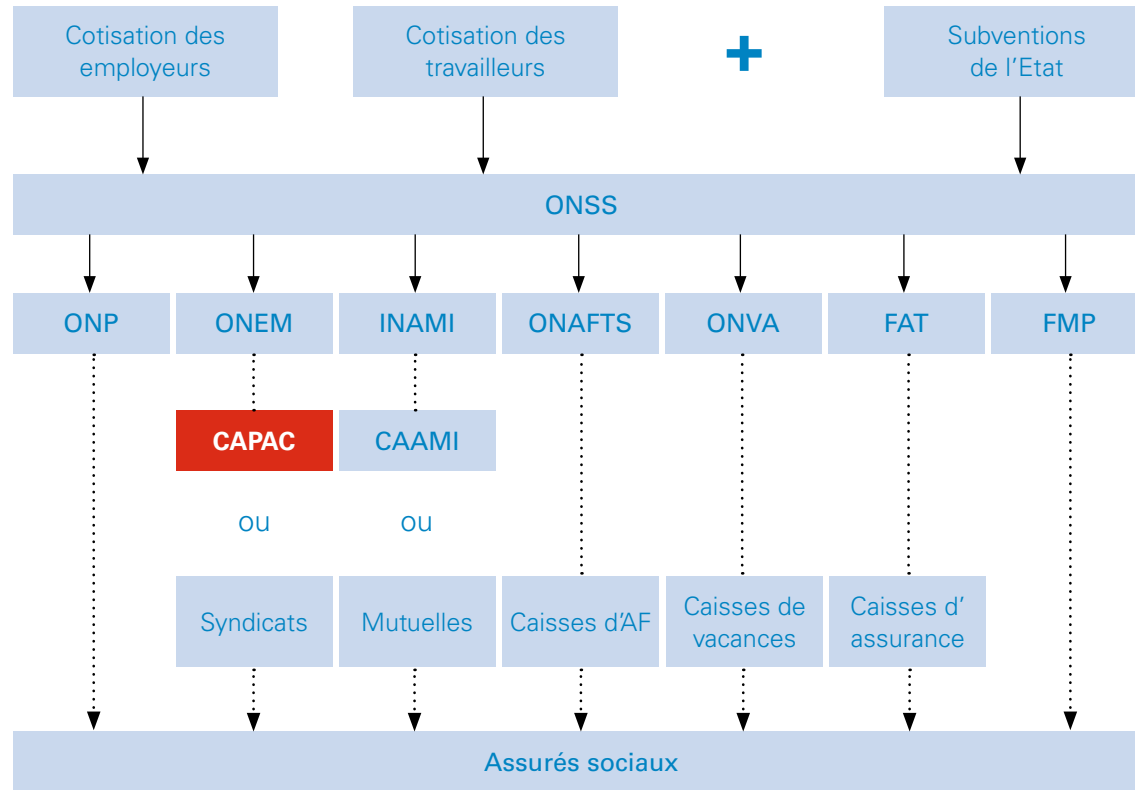 Cotisation des
employeurs
Cotisation des
travailleurs
+
Subventions
de l'Etat
ONSS
ONP
ONEM
INAMI
ONAFTS
ONVA
FAT
FMP
CAPAC
CAAMI
ou
ou
Syndicats
Mutuelles
Caisses d'AF
Caisses de
vacances
Caisses d'
assurance
Assurés sociaux